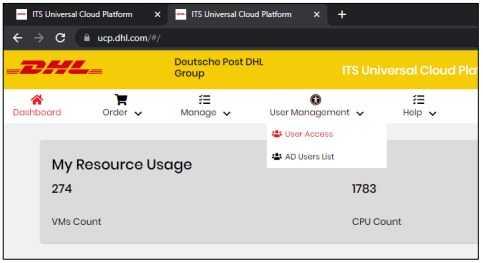 ITS Universal Cloud Platform
ITS Universal Cloud Platform
ucp.dhl.com/#/
DHL
Deutsche Post DHL
Group
ITS Universal Cloud Pla
Dashboard
Order
Manage
User Management
Help
User Access
AD Users List
My Resource Usage
274
1783
VMs Count
CPU Count